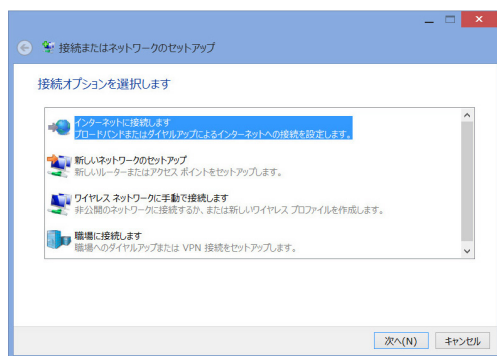 接続またはネットワークのセットアップ
接続オプションを選択します
インターネットに接続します
ブロードバンドまたはダイヤルアップによるインターネットへの接続を設定します。
新しいネットワークのセットアップ
新しいルーターまたはアクセス ポイントをセットアップします。
ワイヤレス ネットワークに手動で接続します
非公開のネットワークに接続するか、または新しいワイヤレス プロファイルを作成します。
職場に接続します
職場へのダイヤルアップまたは VPN 接続をセットアップします。
次へ(N) キャンセル